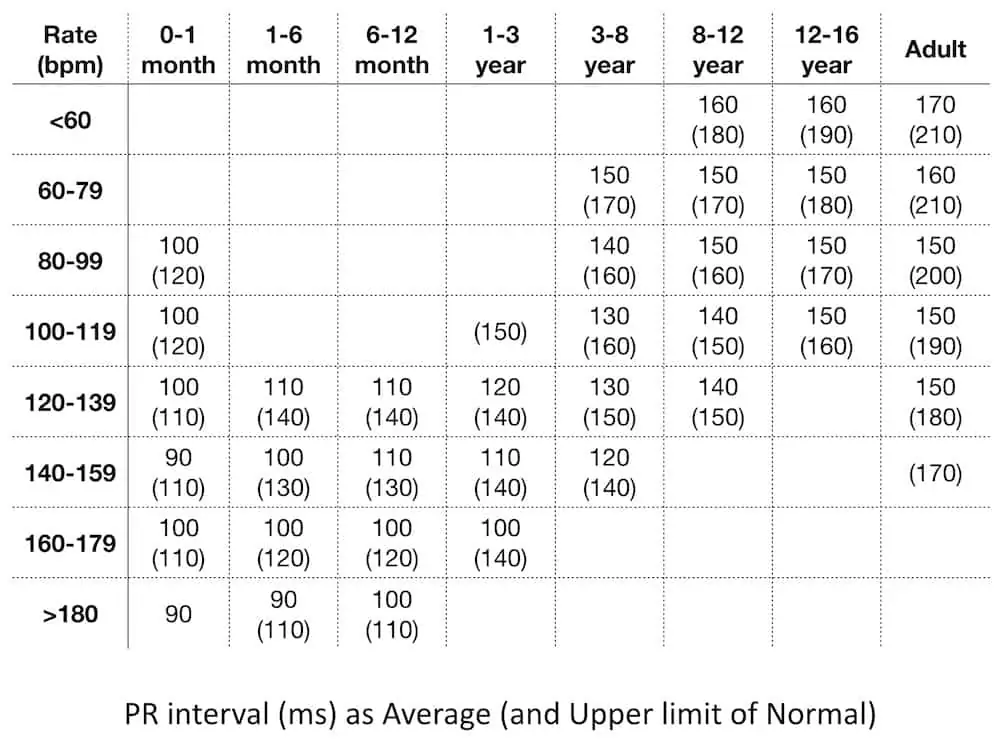 Rate (bpm) 0-1 month 1-6 month 6-12 month 1-3 year 3-8 year 8-12 year 12-16 year Adult
<60 160 (180) 160 (190) 170 (210)
60-79 150 (170) 150 (170) 150 (180) 160 (210)
80-99 100 (120) 140 (160) 150 (160) 150 (170) 150 (200)
100-119 100 (120) (150) 130 (160) 140 (150) 150 (160) 150 (190)
120-139 100 (110) 110 (140) 110 (140) 120 (140) 130 (150) 140 (150) 150 (180)
140-159 90 (110) 100 (130) 110 (130) 110 (140) 120 (140) (170)
160-179 100 (110) 100 (120) 100 (120) 100 (140)
>180 90 90 (110) 100 (110)
PR interval (ms) as Average (and Upper limit of Normal)